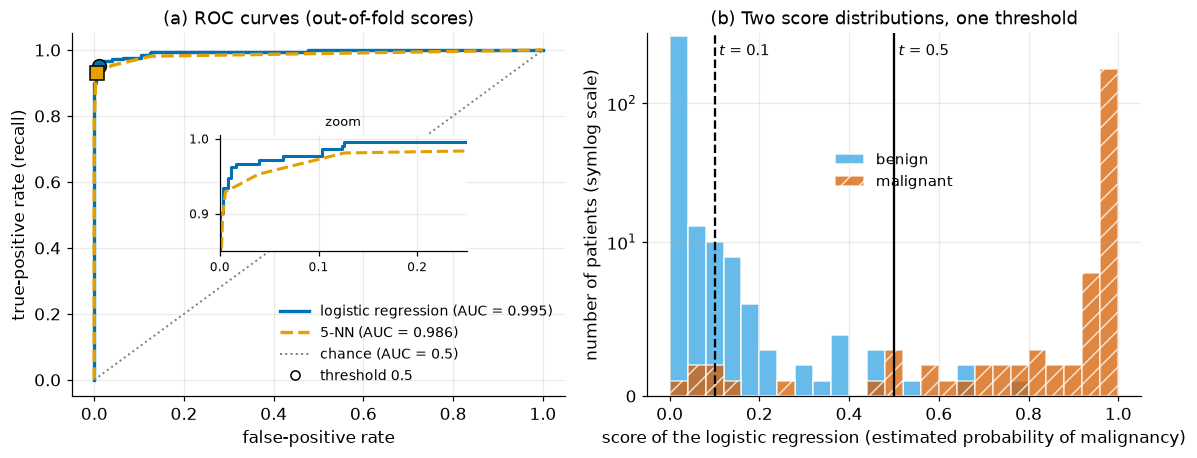 (a) ROC curves (out-of-fold scores)
true-positive rate (recall)
1.0
0.8
0.6
0.4
0.2
0.0
zoom
1.0
0.9
0.0 0.1 0.2
logistic regression (AUC = 0.995)
5-NN (AUC = 0.986)
chance (AUC = 0.5)
threshold 0.5
0.0 0.2 0.4 0.6 0.8 1.0
false-positive rate
(b) Two score distributions, one threshold
number of patients (symlog scale)
t = 0.1
t = 0.5
10²
10¹
0
benign
malignant
0.0 0.2 0.4 0.6 0.8 1.0
score of the logistic regression (estimated probability of malignancy)